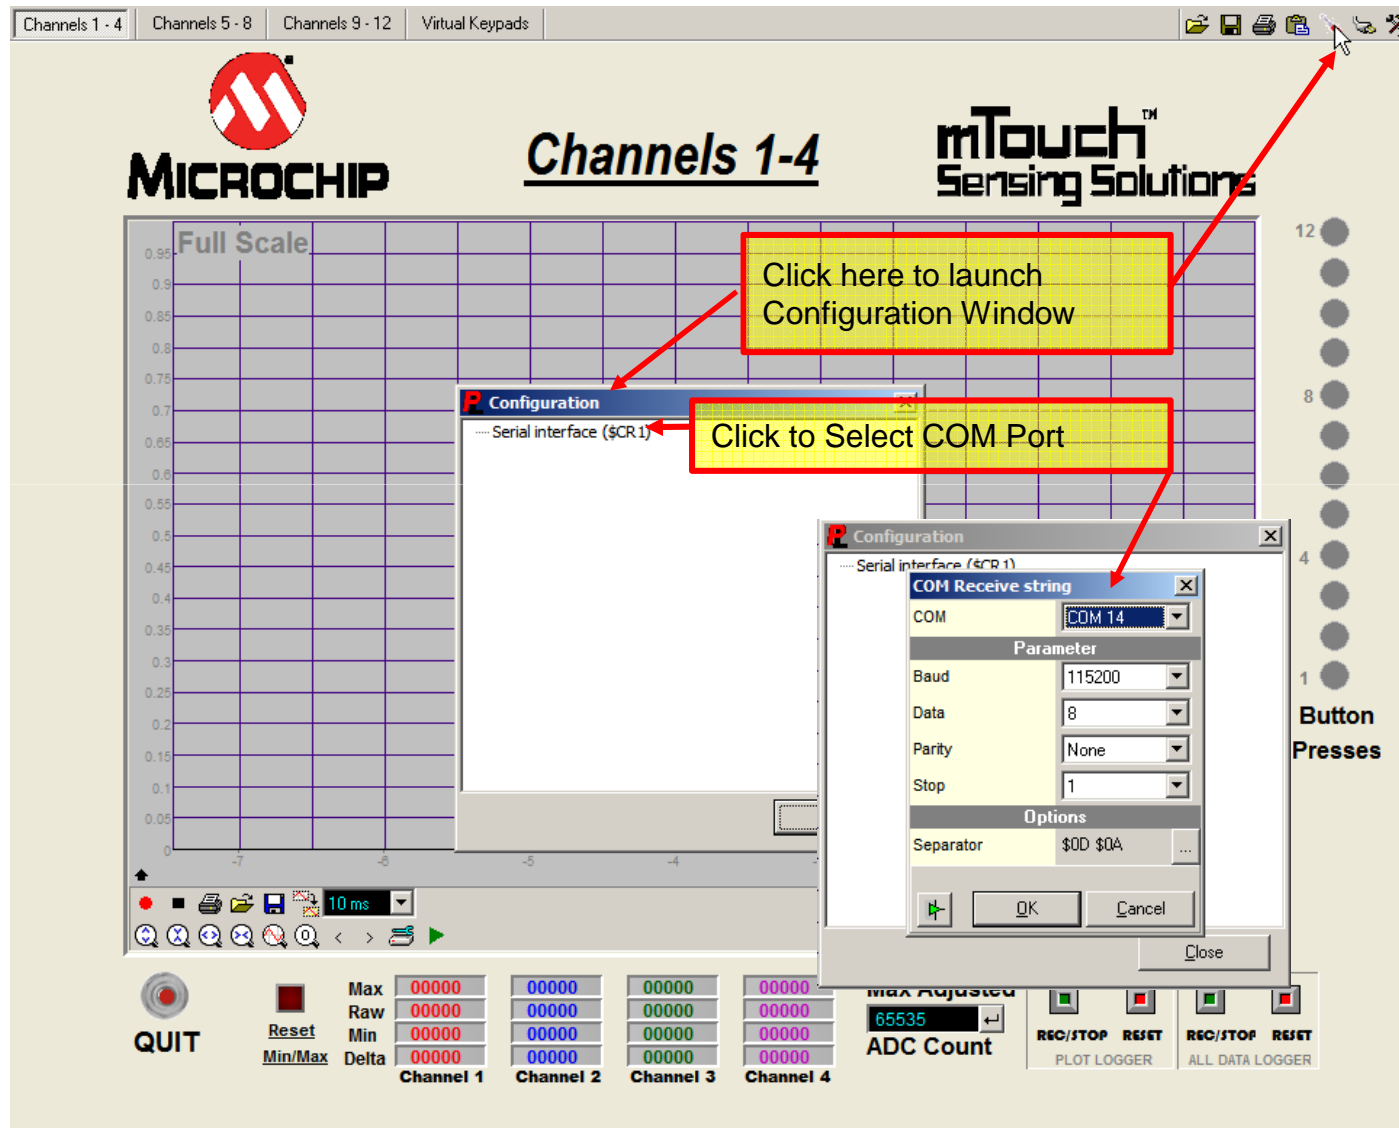 Channels 1 - 4
Channels 5 - 8
Channels 9 - 12
Virtual Keypads
MICROCHIP
Channels 1-4
mTouch™
Sensing Solutions
Full Scale
0.95
0.9
0.85
0.8
0.75
0.7
0.65
0.6
0.55
0.5
0.45
0.4
0.35
0.3
0.25
0.2
0.15
0.1
0.05
0
-7
-6
-5
-4
Click here to launch
Configuration Window
Configuration
Serial interface ($CR1)
Click to Select COM Port
Configuration
Serial interface ($CR1)
COM Receive string
COM
COM 14
Parameter
Baud
115200
Data
8
Parity
None
Stop
1
Options
Separator
$0D $0A
...
OK
Cancel
Close
12
8
4
1
Button
Presses
10 ms
QUIT
Reset
Min/Max
Max 00000 00000 00000 00000
Raw 00000 00000 00000 00000
Min 00000 00000 00000 00000
Delta 00000 00000 00000 00000
Channel 1 Channel 2 Channel 3 Channel 4
Max Adjusted
65535
ADC Count
REC/STOP RESET
PLOT LOGGER
REC/STOP RESET
ALL DATA LOGGER